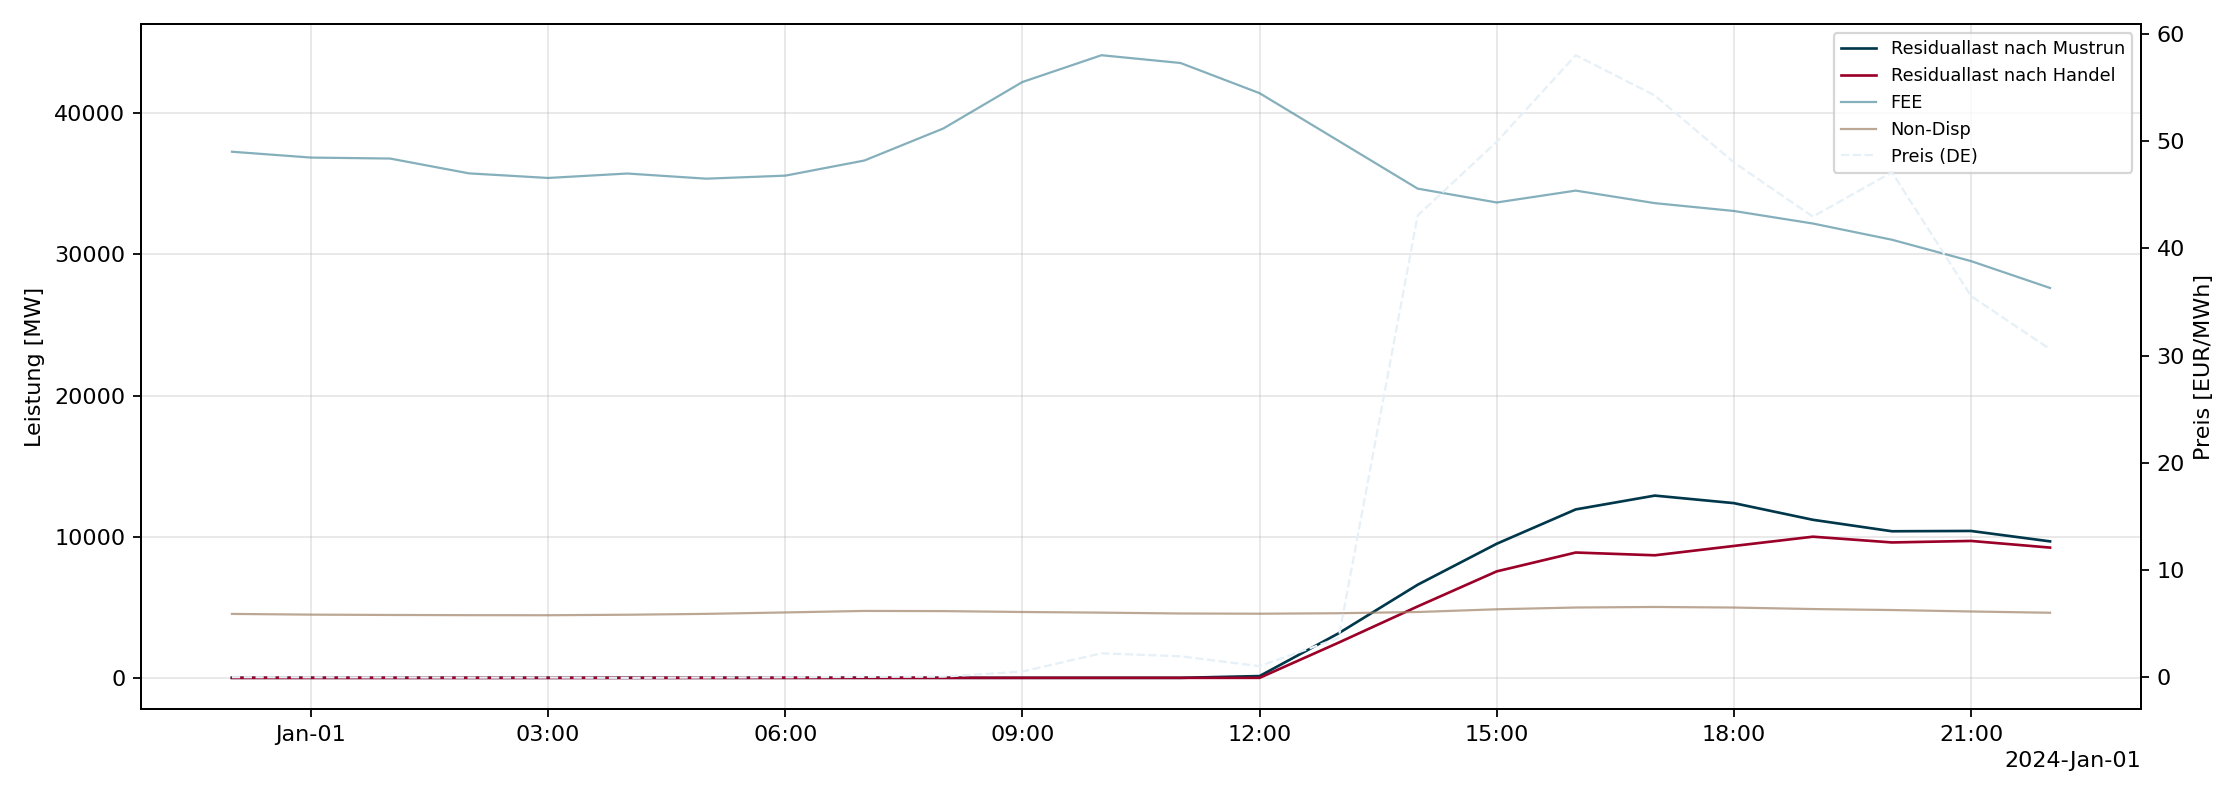 Residuallast nach Mustrun
Residuallast nach Handel
FEE
Non-Disp
Preis (DE)
Leistung [MW]
40000
30000
20000
10000
0
Preis [EUR/MWh]
60
50
40
30
20
10
0
Jan-01
03:00
06:00
09:00
12:00
15:00
18:00
21:00
2024-Jan-01